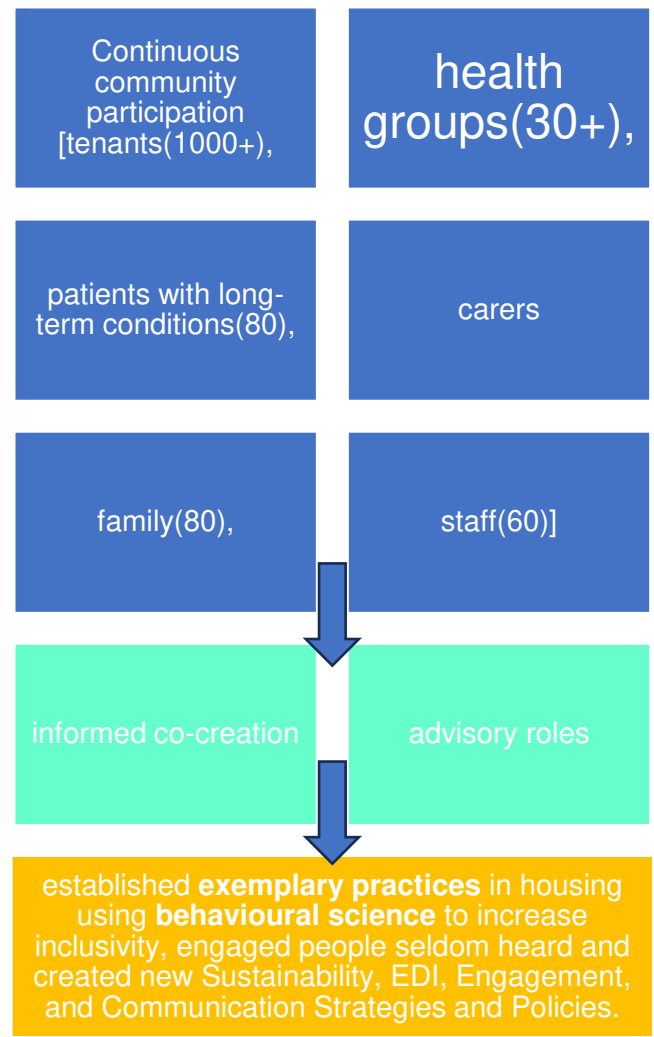 Continuous
community
participation
[tenants(1000+),
health
groups(30+),
patients with long-
term conditions(80),
carers
family(80),
staff(60)]
informed co-creation
advisory roles
established exemplary practices in housing
using behavioural science to increase
inclusivity, engaged people seldom heard and
created new Sustainability, EDI, Engagement,
and Communication Strategies and Policies.